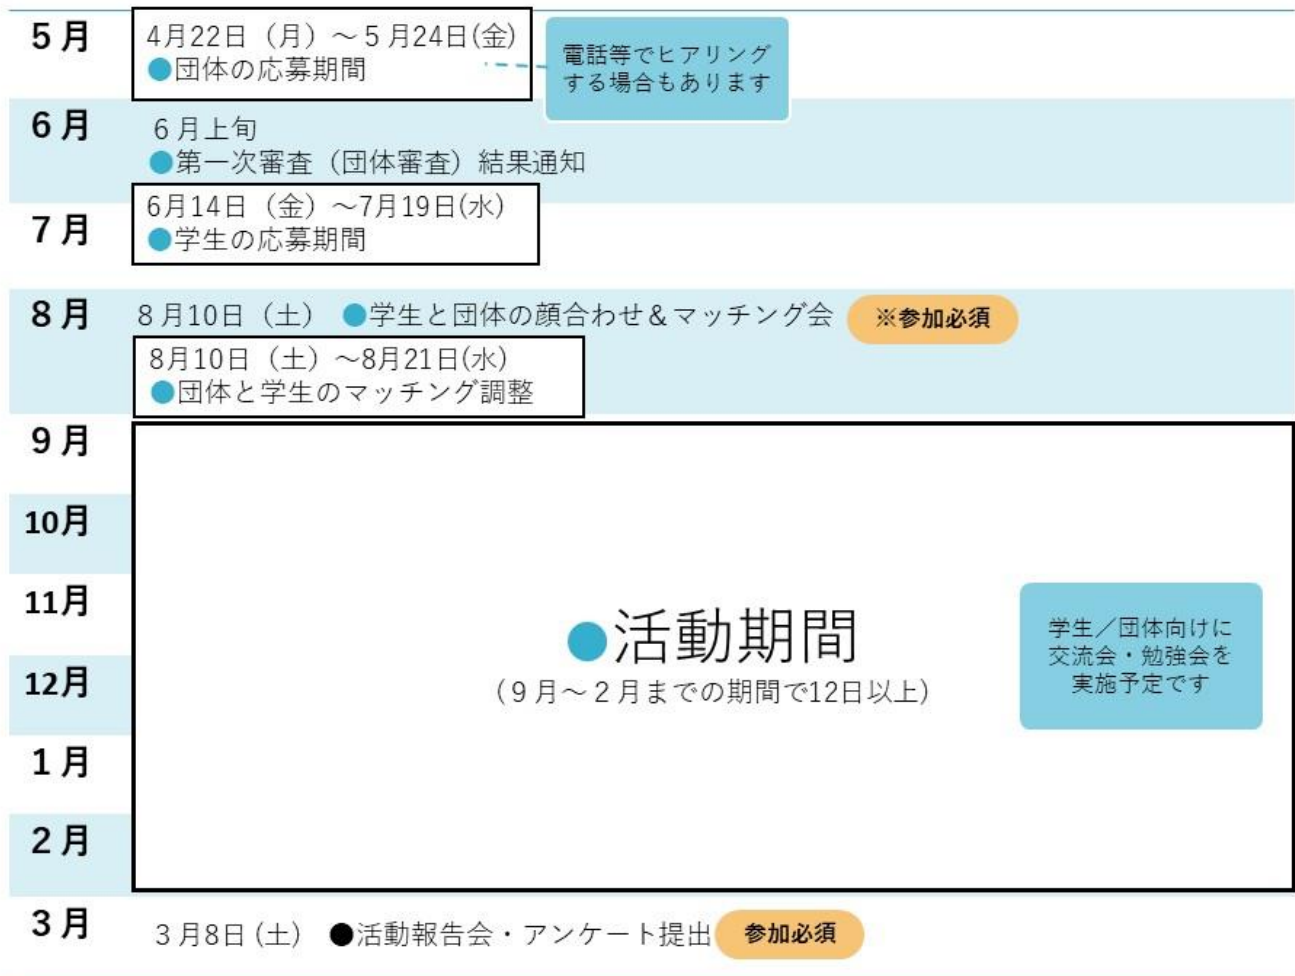 5月
4月22日（月）～５月24日(金)
●団体の応募期間
電話等でヒアリング
する場合もあります
6月
６月上旬
●第一次審査（団体審査）結果通知
7月
6月14日（金）～7月19日(水)
●学生の応募期間
8月
８月10日（土）　●学生と団体の顔合わせ＆マッチング会　※参加必須
8月10日（土）～8月21日(水)
●団体と学生のマッチング調整
9月
10月
11月
12月
1月
2月
●活動期間
（９月～２月までの期間で12日以上）
学生／団体向けに
交流会・勉強会を
実施予定です
3月
３月8日(土)　●活動報告会・アンケート提出　参加必須